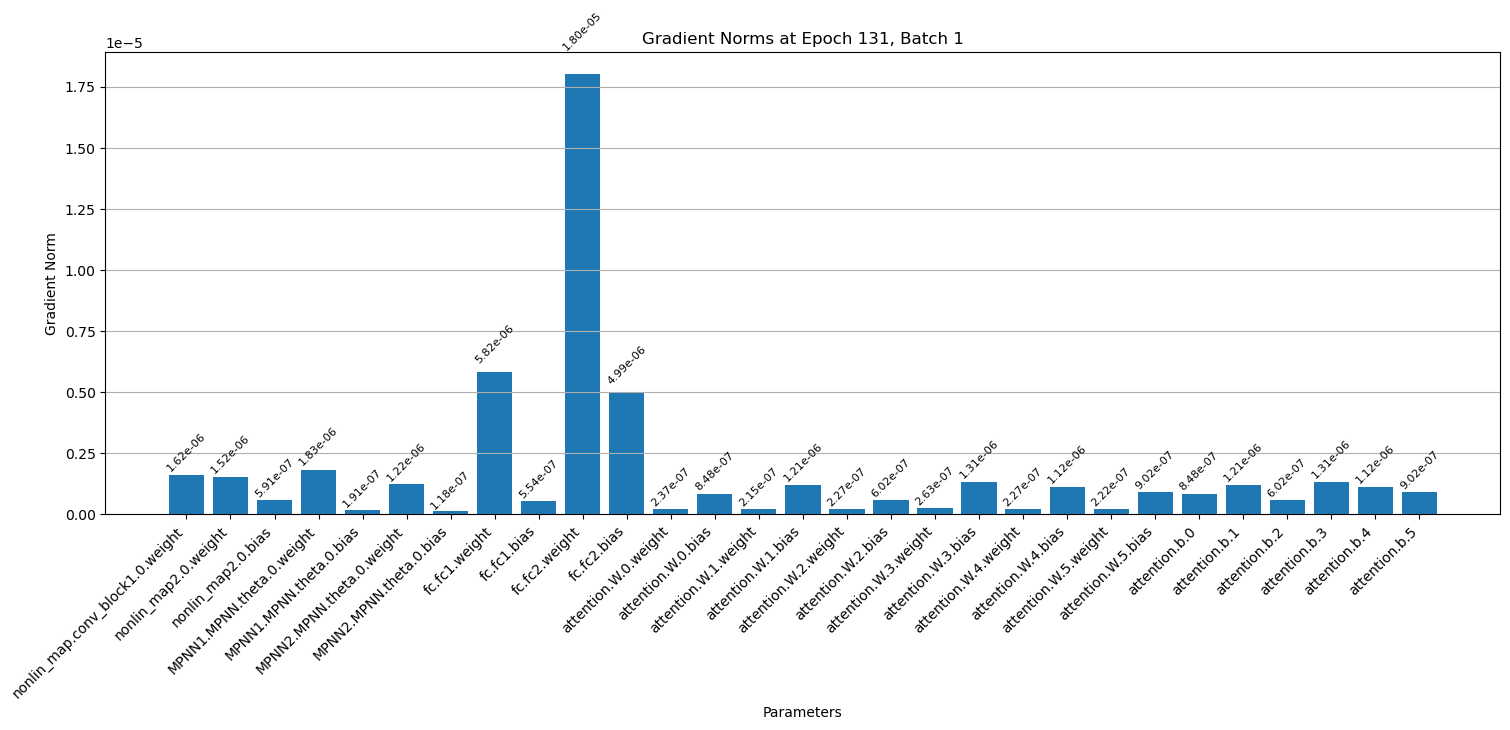 Gradient Norms at Epoch 131, Batch 1
1e−5
1.75
1.50
1.25
1.00
0.75
0.50
0.25
0.00
Gradient Norm
1.62e-06
1.52e-06
5.91e-07
1.83e-06
1.91e-07
1.22e-06
1.18e-07
5.82e-06
5.54e-07
1.80e-05
4.99e-06
2.37e-07
8.48e-07
2.15e-07
1.21e-06
2.27e-07
6.02e-07
2.63e-07
1.31e-06
2.27e-07
1.12e-06
2.22e-07
9.02e-07
8.48e-07
1.21e-06
6.02e-07
1.31e-06
1.12e-06
9.02e-07
nonlin_map.conv_block1.0.weight
nonlin_map2.0.weight
nonlin_map2.0.bias
MPNN1.MPNN.theta.0.weight
MPNN1.MPNN.theta.0.bias
MPNN2.MPNN.theta.0.weight
MPNN2.MPNN.theta.0.bias
fc.fc1.weight
fc.fc1.bias
fc.fc2.weight
fc.fc2.bias
attention.W.0.weight
attention.W.0.bias
attention.W.1.weight
attention.W.1.bias
attention.W.2.weight
attention.W.2.bias
attention.W.3.weight
attention.W.3.bias
attention.W.4.weight
attention.W.4.bias
attention.W.5.weight
attention.W.5.bias
attention.b.0
attention.b.1
attention.b.2
attention.b.3
attention.b.4
attention.b.5
Parameters